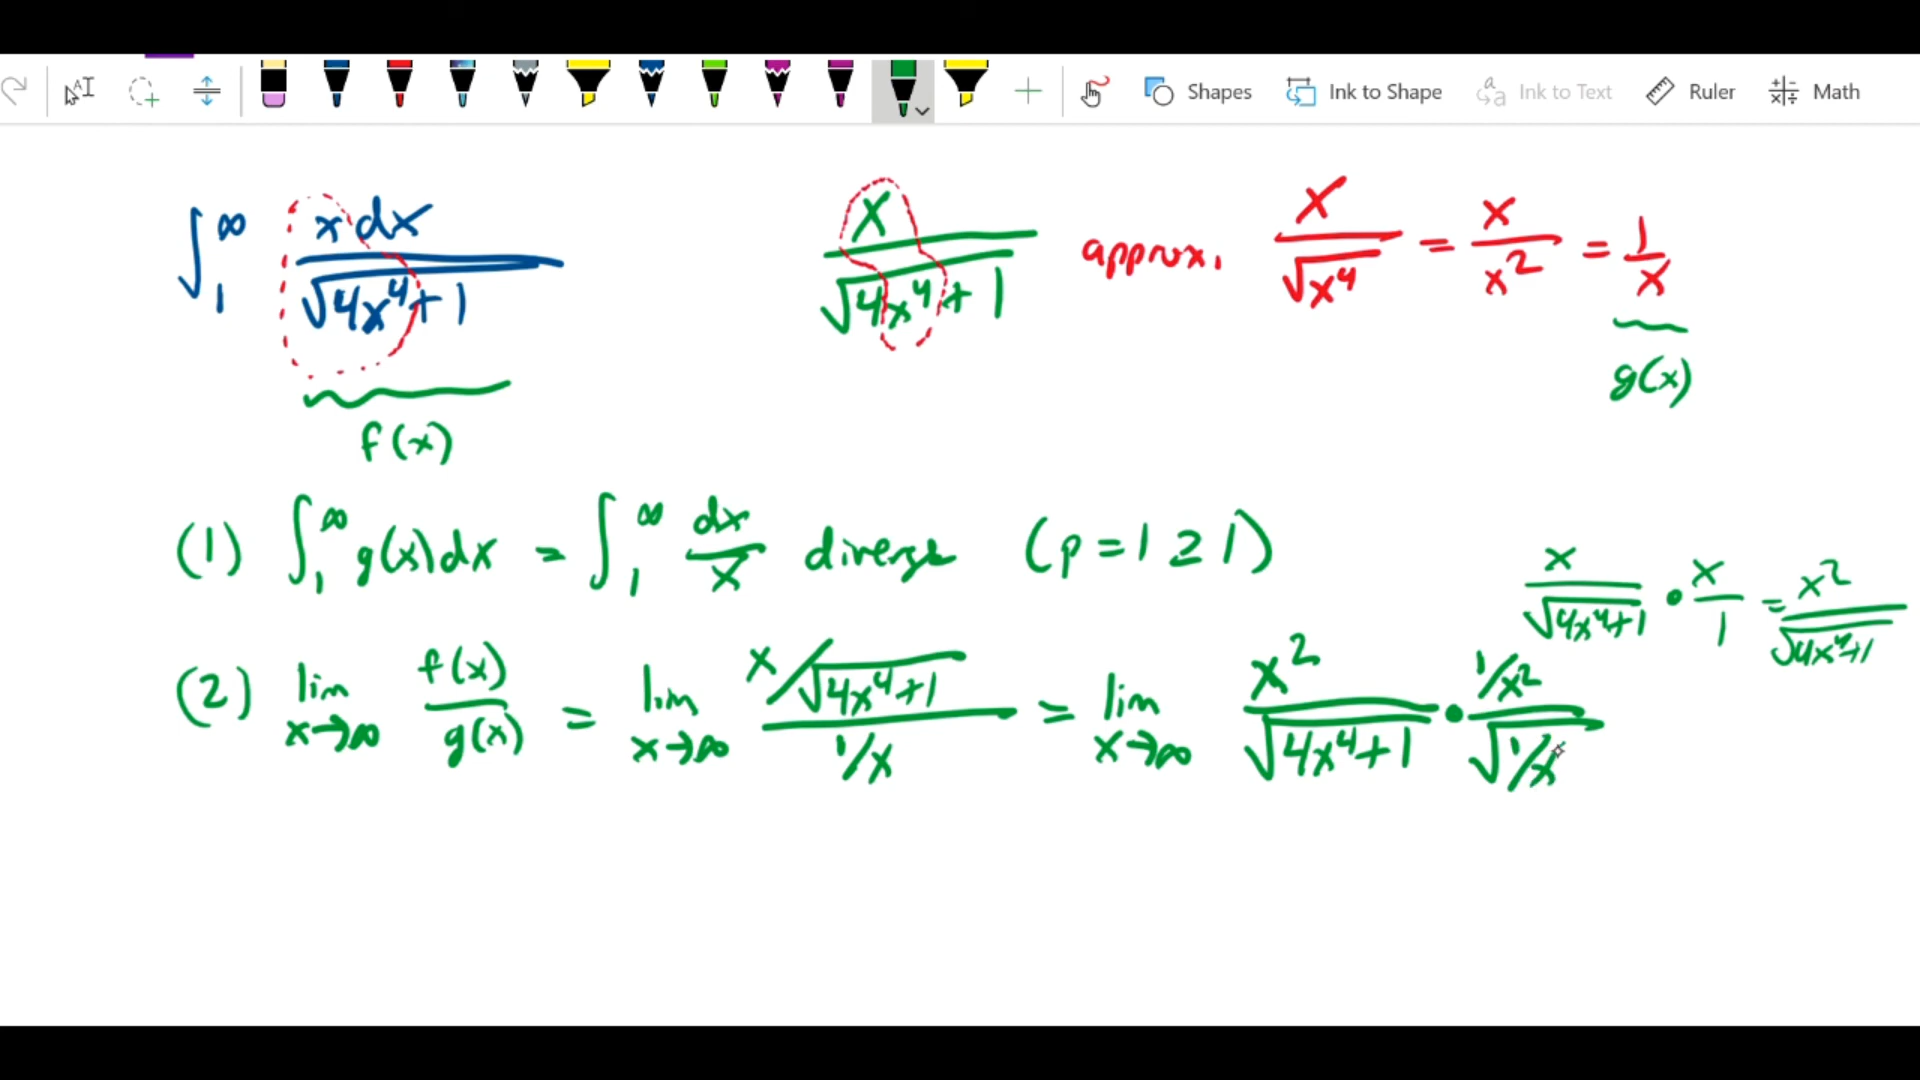 Shapes Ink to Shape Ink to Text Ruler Math
∫₁^∞ x dx / √(4x⁴+1)
x / √(4x⁴+1) approx. x / √(x⁴) = x / x² = 1/x
g(x)
f(x)
(1) ∫₁^∞ g(x)dx = ∫₁^∞ dx/x diverge (p = 1 ≥ 1)
x / √(4x⁴+1) • x/1 = x² / √(4x⁴+1)
(2) lim x→∞ f(x)/g(x) = lim x→∞ (x/√(4x⁴+1)) / (1/x) = lim x→∞ x² / √(4x⁴+1) • (1/x²) / √(1/x